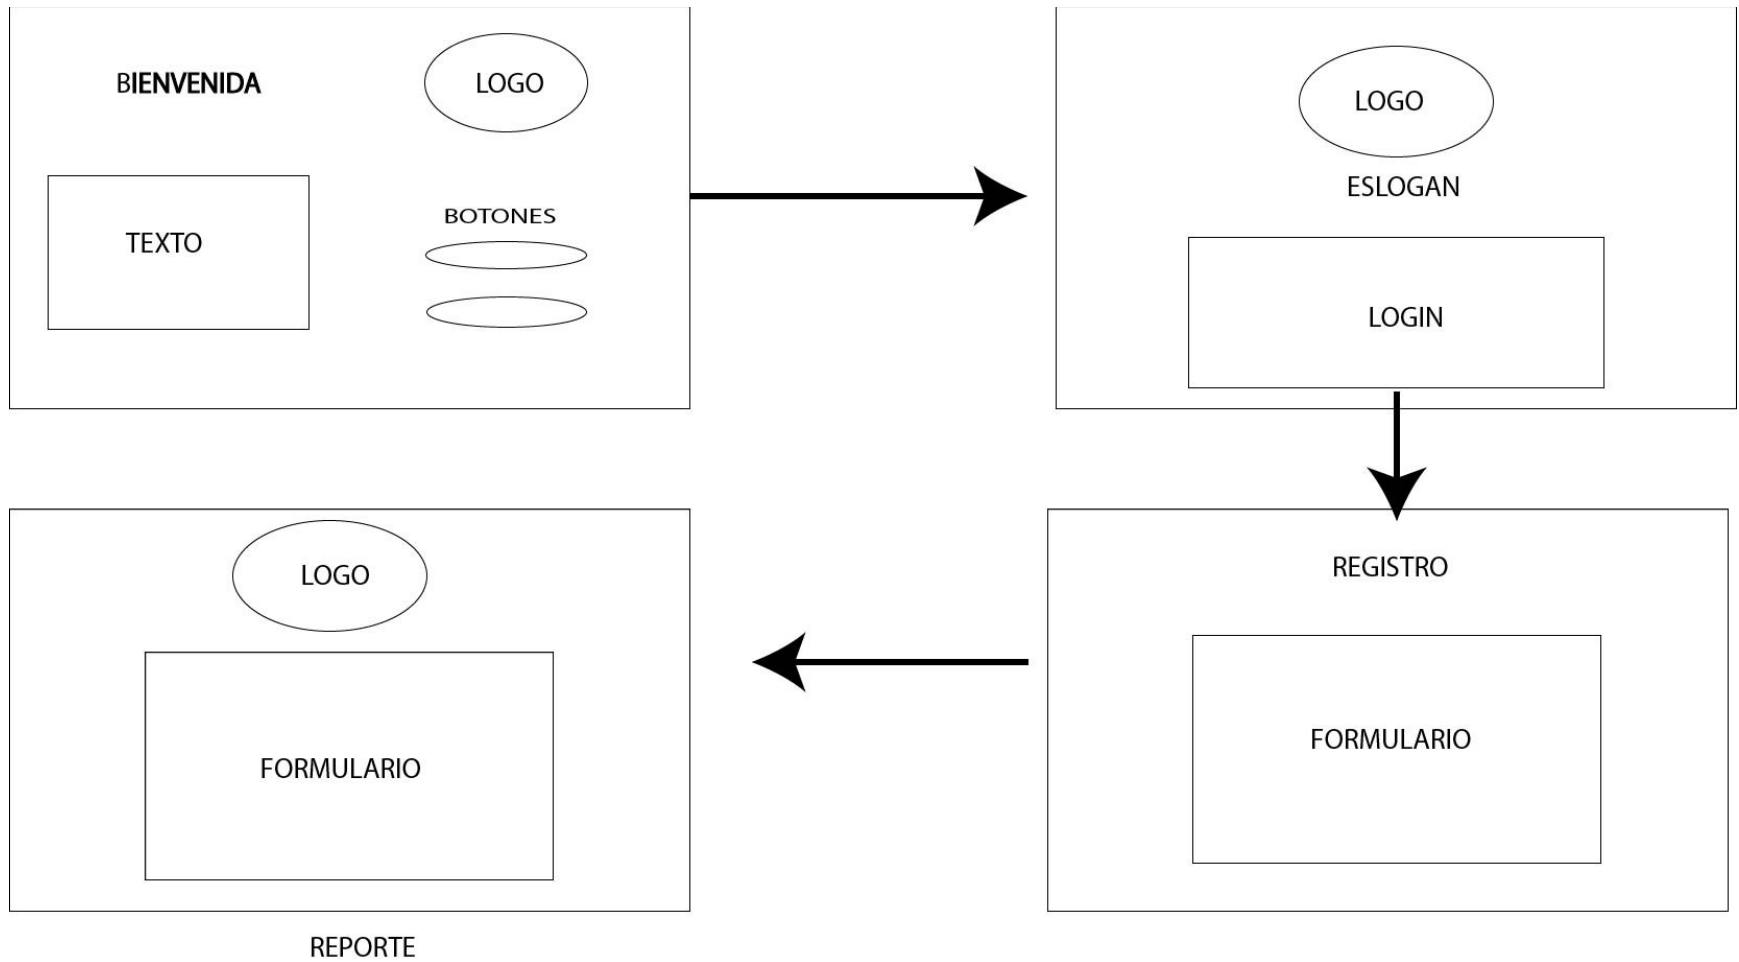 BIENVENIDA
LOGO
TEXTO
BOTONES
LOGO
ESLOGAN
LOGIN
REGISTRO
FORMULARIO
LOGO
FORMULARIO
REPORTE